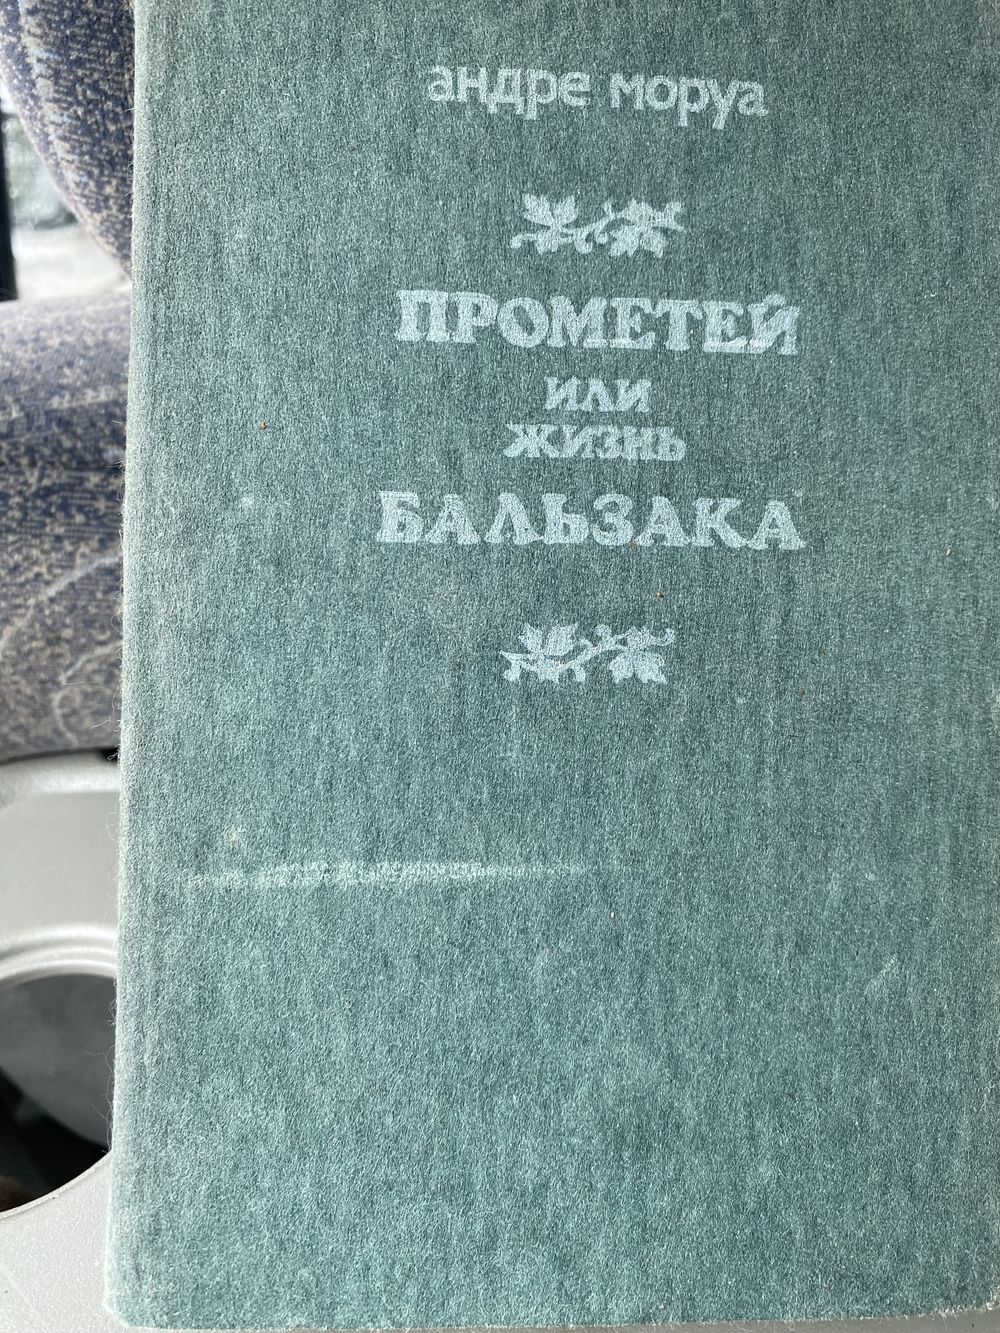 андре моруа
ПРОМЕТЕЙ
ИЛИ
ЖИЗНЬ
БАЛЬЗАКА